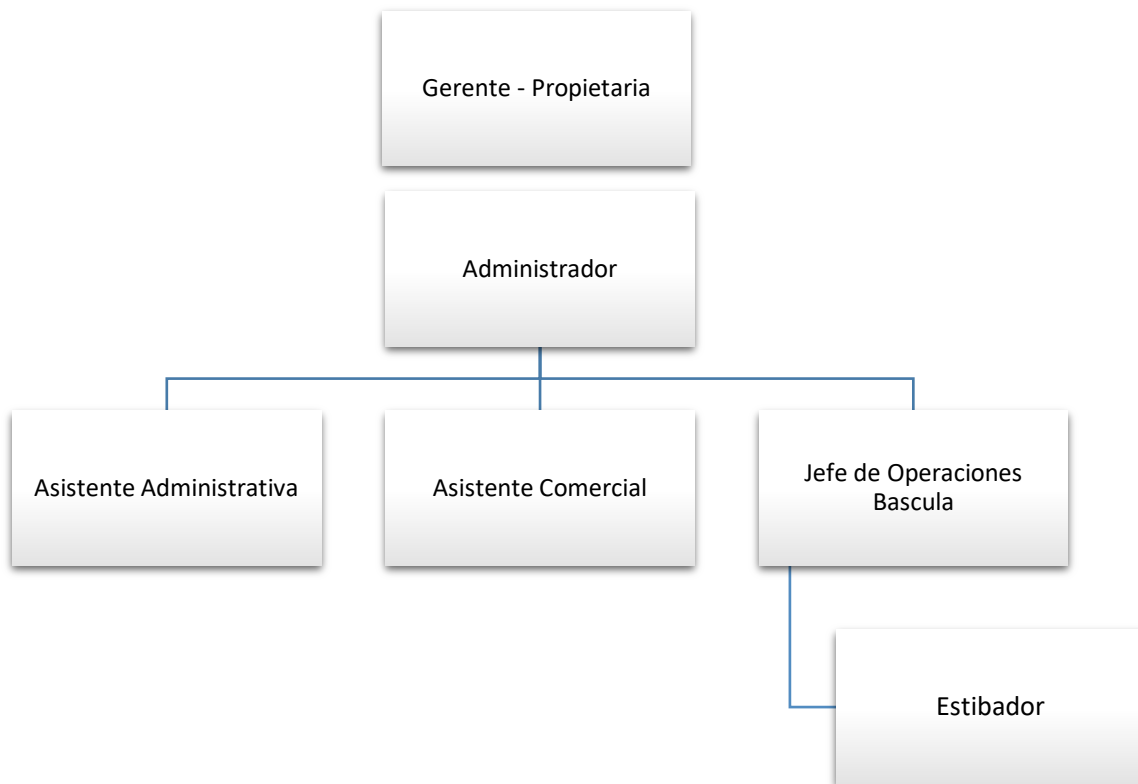 Gerente - Propietaria
Administrador
Asistente Administrativa
Asistente Comercial
Jefe de Operaciones
Bascula
Estibador